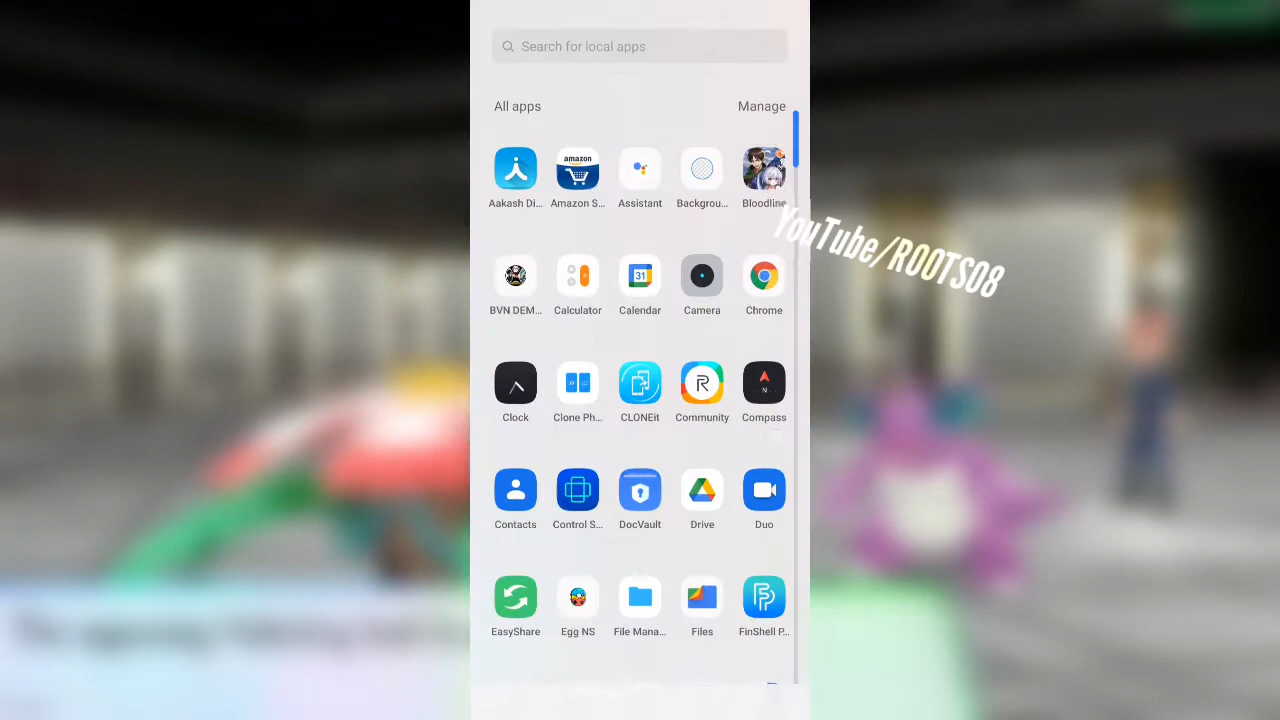 Search for local apps
All apps
Manage
amazon
Aakash Di...
Amazon S...
Assistant
Backgrou...
Bloodline
YouTube/ROOTS08
31
BVN DEM...
Calculator
Calendar
Camera
Chrome
R
N
Clock
Clone Ph...
CLONEit
Community
Compass
Contacts
Control S...
DocVault
Drive
Duo
EasyShare
Egg NS
File Mana...
Files
FinShell P...